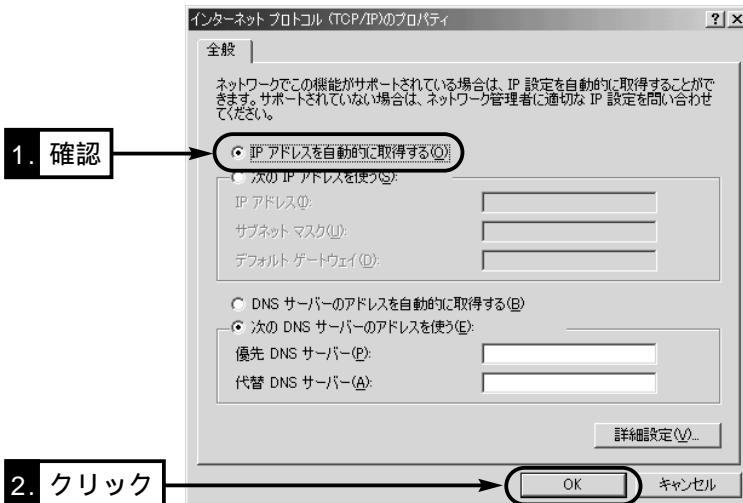 インターネット プロトコル (TCP/IP)のプロパティ
? ×
全般
ネットワークでこの機能がサポートされている場合は、IP 設定を自動的に取得することがで
きます。サポートされていない場合は、ネットワーク管理者に適切な IP 設定を問い合わせ
てください。
1. 確認
IP アドレスを自動的に取得する(O)
次の IP アドレスを使う(S):
IP アドレス(I):
サブネット マスク(U):
デフォルト ゲートウェイ(D):
DNS サーバーのアドレスを自動的に取得する(B)
次の DNS サーバーのアドレスを使う(E):
優先 DNS サーバー(P):
代替 DNS サーバー(A):
詳細設定(V)...
2. クリック
OK
キャンセル